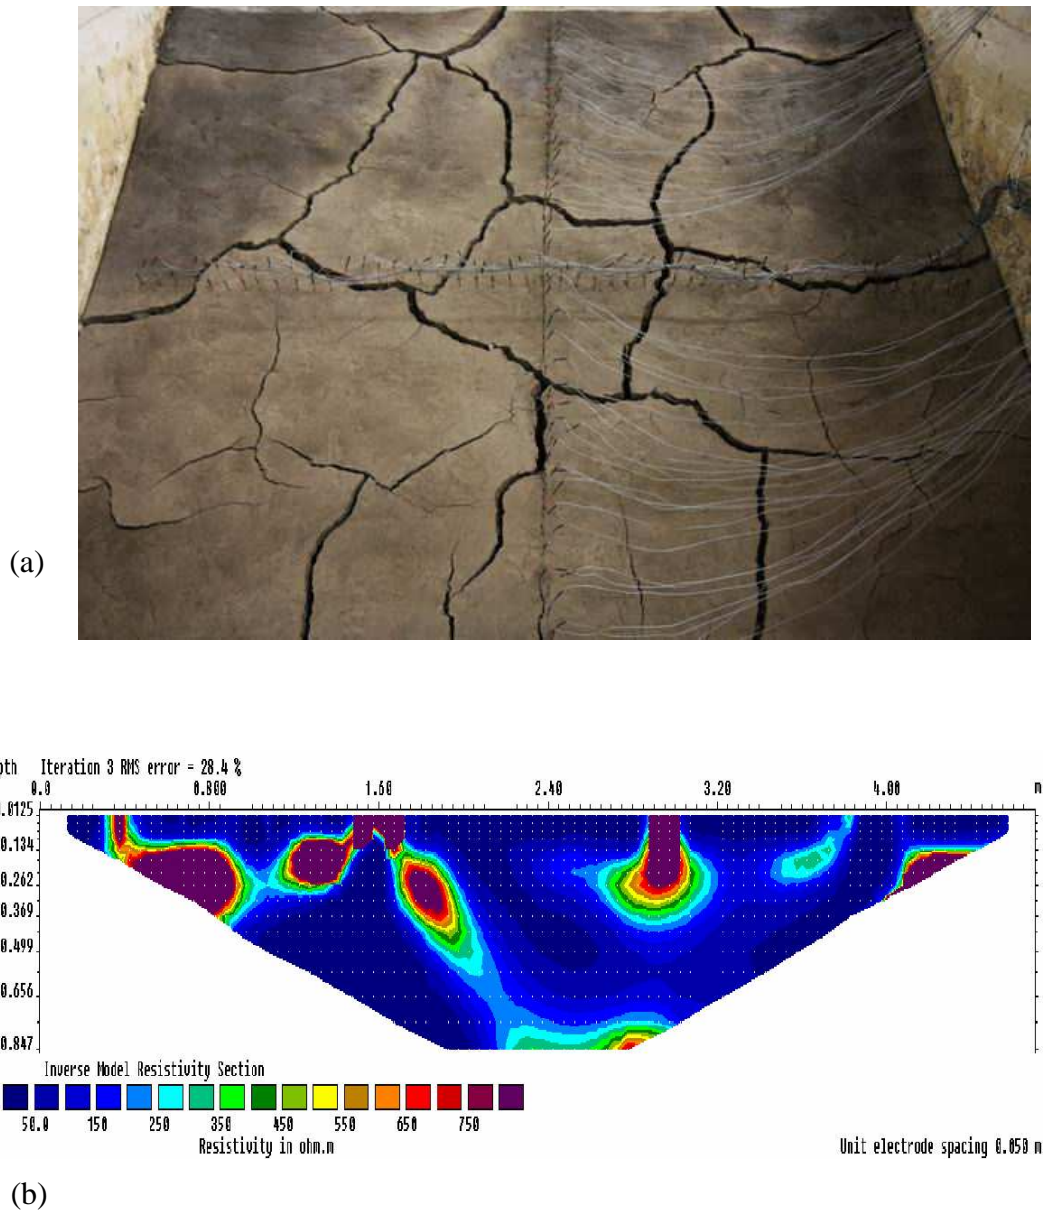 (a)
pth Iteration 3 RMS error = 28.4 %
0.0 0.800 1.60 2.40 3.20 4.00 m
0.0125
0.134
0.262
0.369
0.499
0.656
0.847
Inverse Model Resistivity Section
50.0 150 250 350 450 550 650 750
Resistivity in ohm.m
Unit electrode spacing 0.050 m
(b)